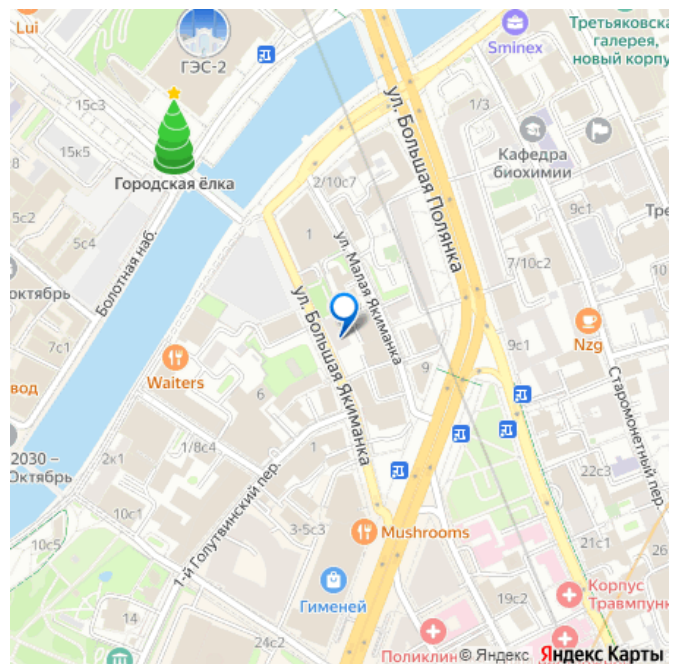 Lui
ГЭС-2
Sminex
Третьяковска
галерея,
новый корпу
15с3
1/3
ул. Большая Полянка
15к5
Кафедра
биохимии
Городская ёлка
2/10с7
5с2
9с1
Тре
5с4
1
ул. Малая Якиманка
Болотная наб.
7/10с2
10
октябрь
ул. Большая Якиманка
7с1
9с1
Nzg
Waiters
вод
6
9
Старомонетный пер.
2030 –
Октябрь
2к1
1/8с4
1
22с3
1-й Голутвинский пер.
10с1
3-5с3
Mushrooms
10с5
21с1
26
Гименей
19с2
Корпус
Травмпунк
14
24с2
Поликлин
© Яндекс
Яндекс Карты